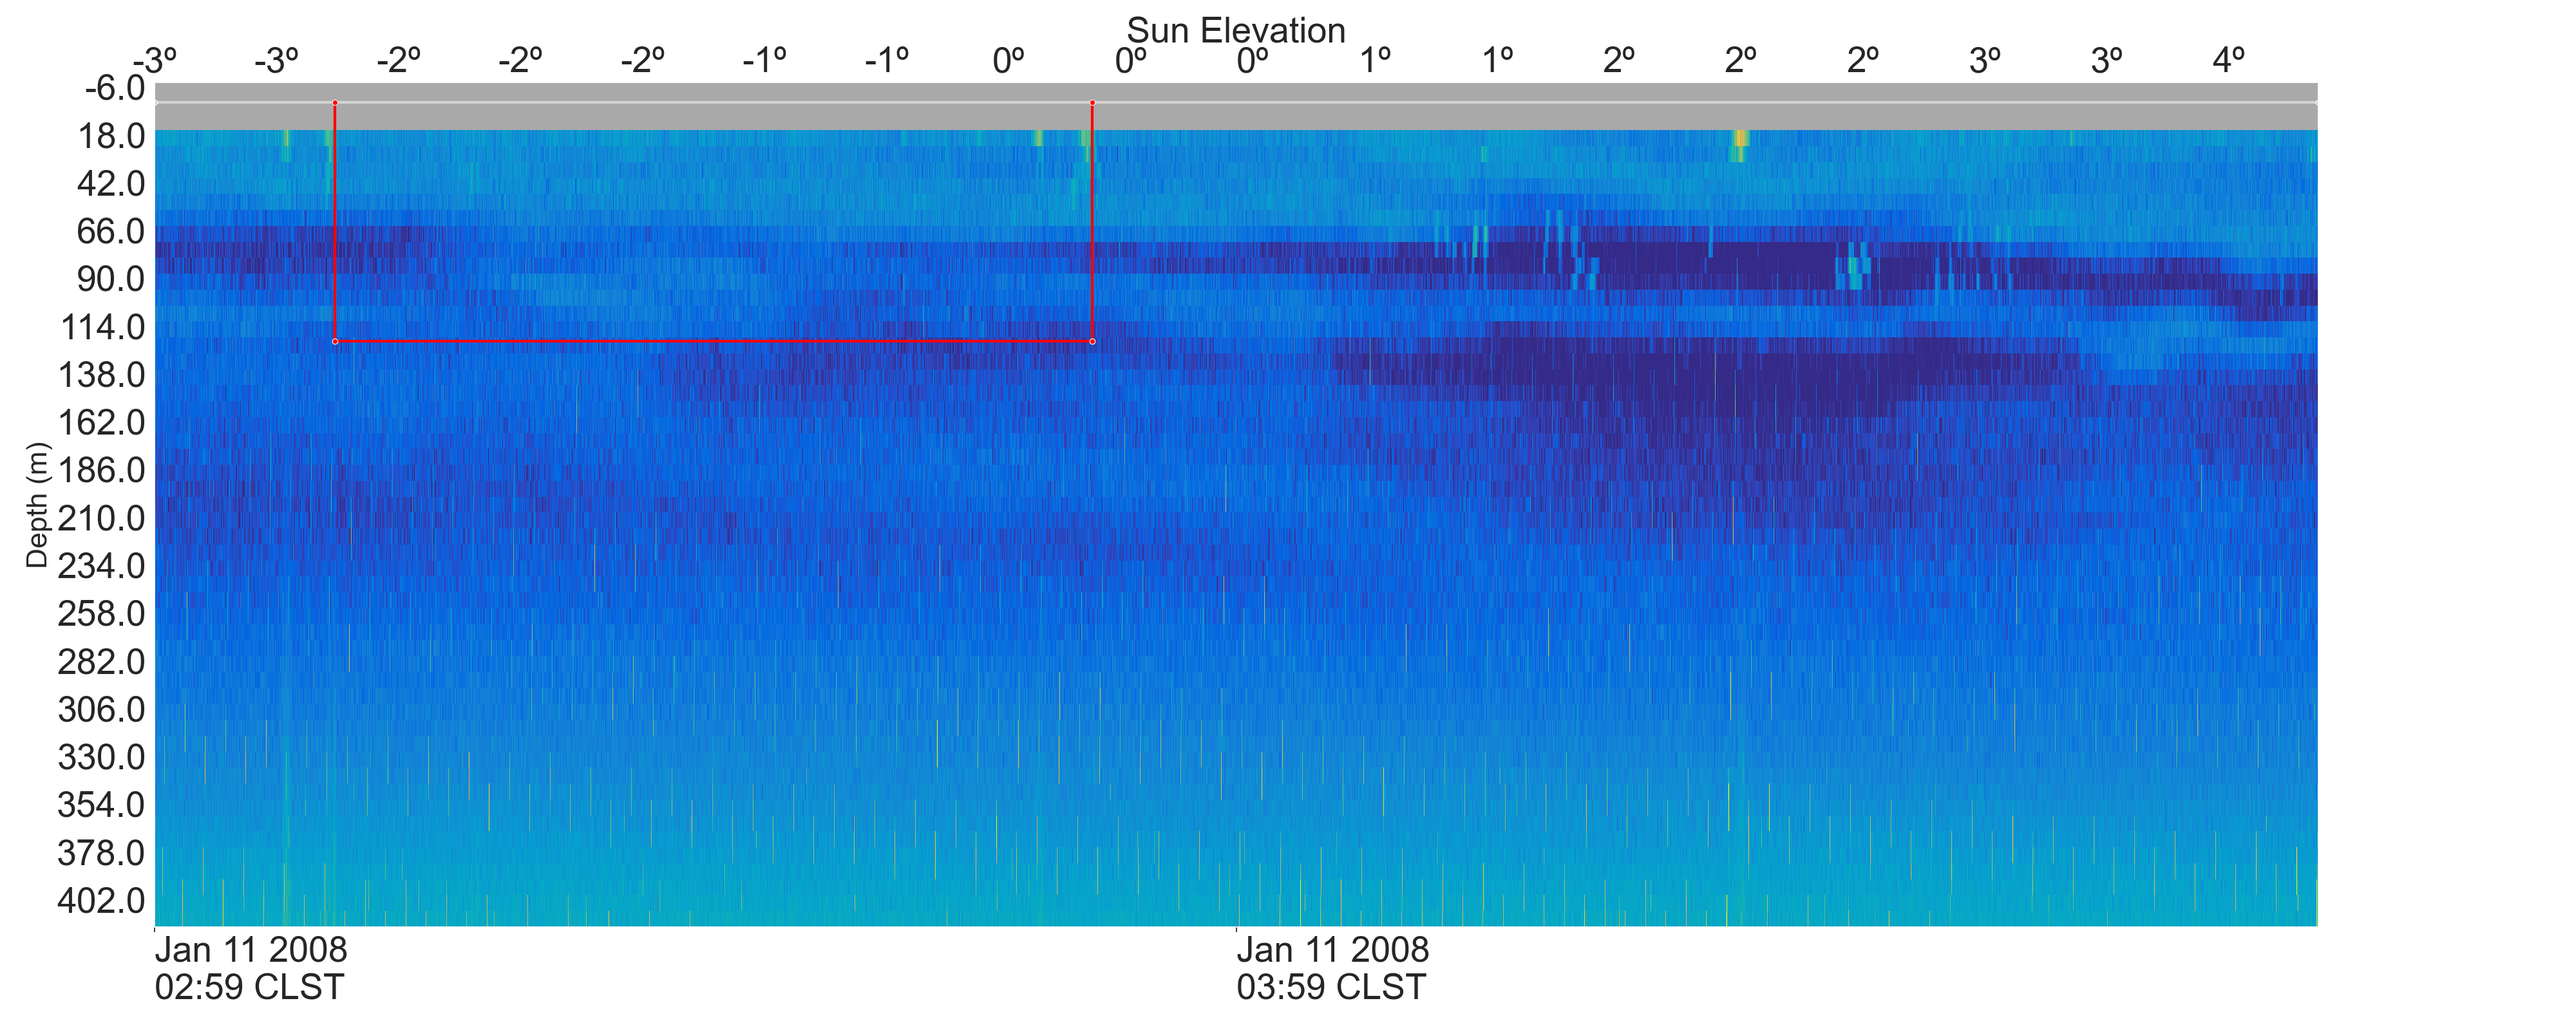 Sun Elevation
-3º -3º -2º -2º -2º -1º -1º 0º 0º 0º 1º 1º 2º 2º 2º 3º 3º 4º
-6.0
18.0
42.0
66.0
90.0
114.0
138.0
162.0
186.0
210.0
234.0
258.0
282.0
306.0
330.0
354.0
378.0
402.0
Depth (m)
Jan 11 2008
02:59 CLST
Jan 11 2008
03:59 CLST